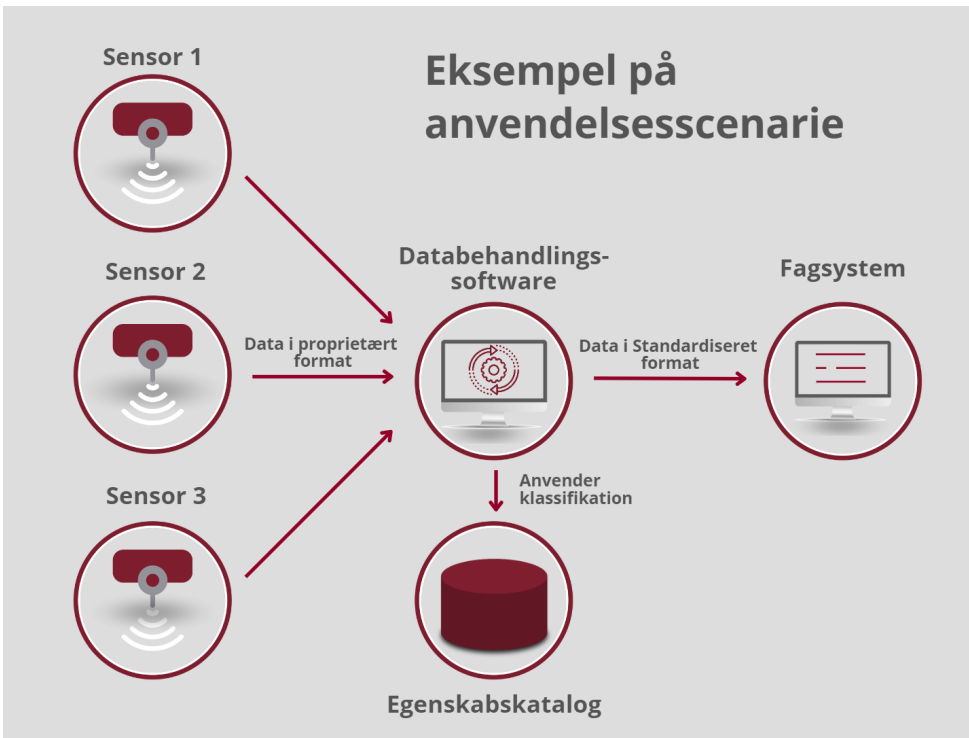 Sensor 1
Eksempel på
anvendelsesscenarie
Sensor 2
Databehandlings-
software
Fagsystem
Data i proprietært
format
Data i Standardiseret
format
Sensor 3
Anvender
klassifikation
Egenskabskatalog